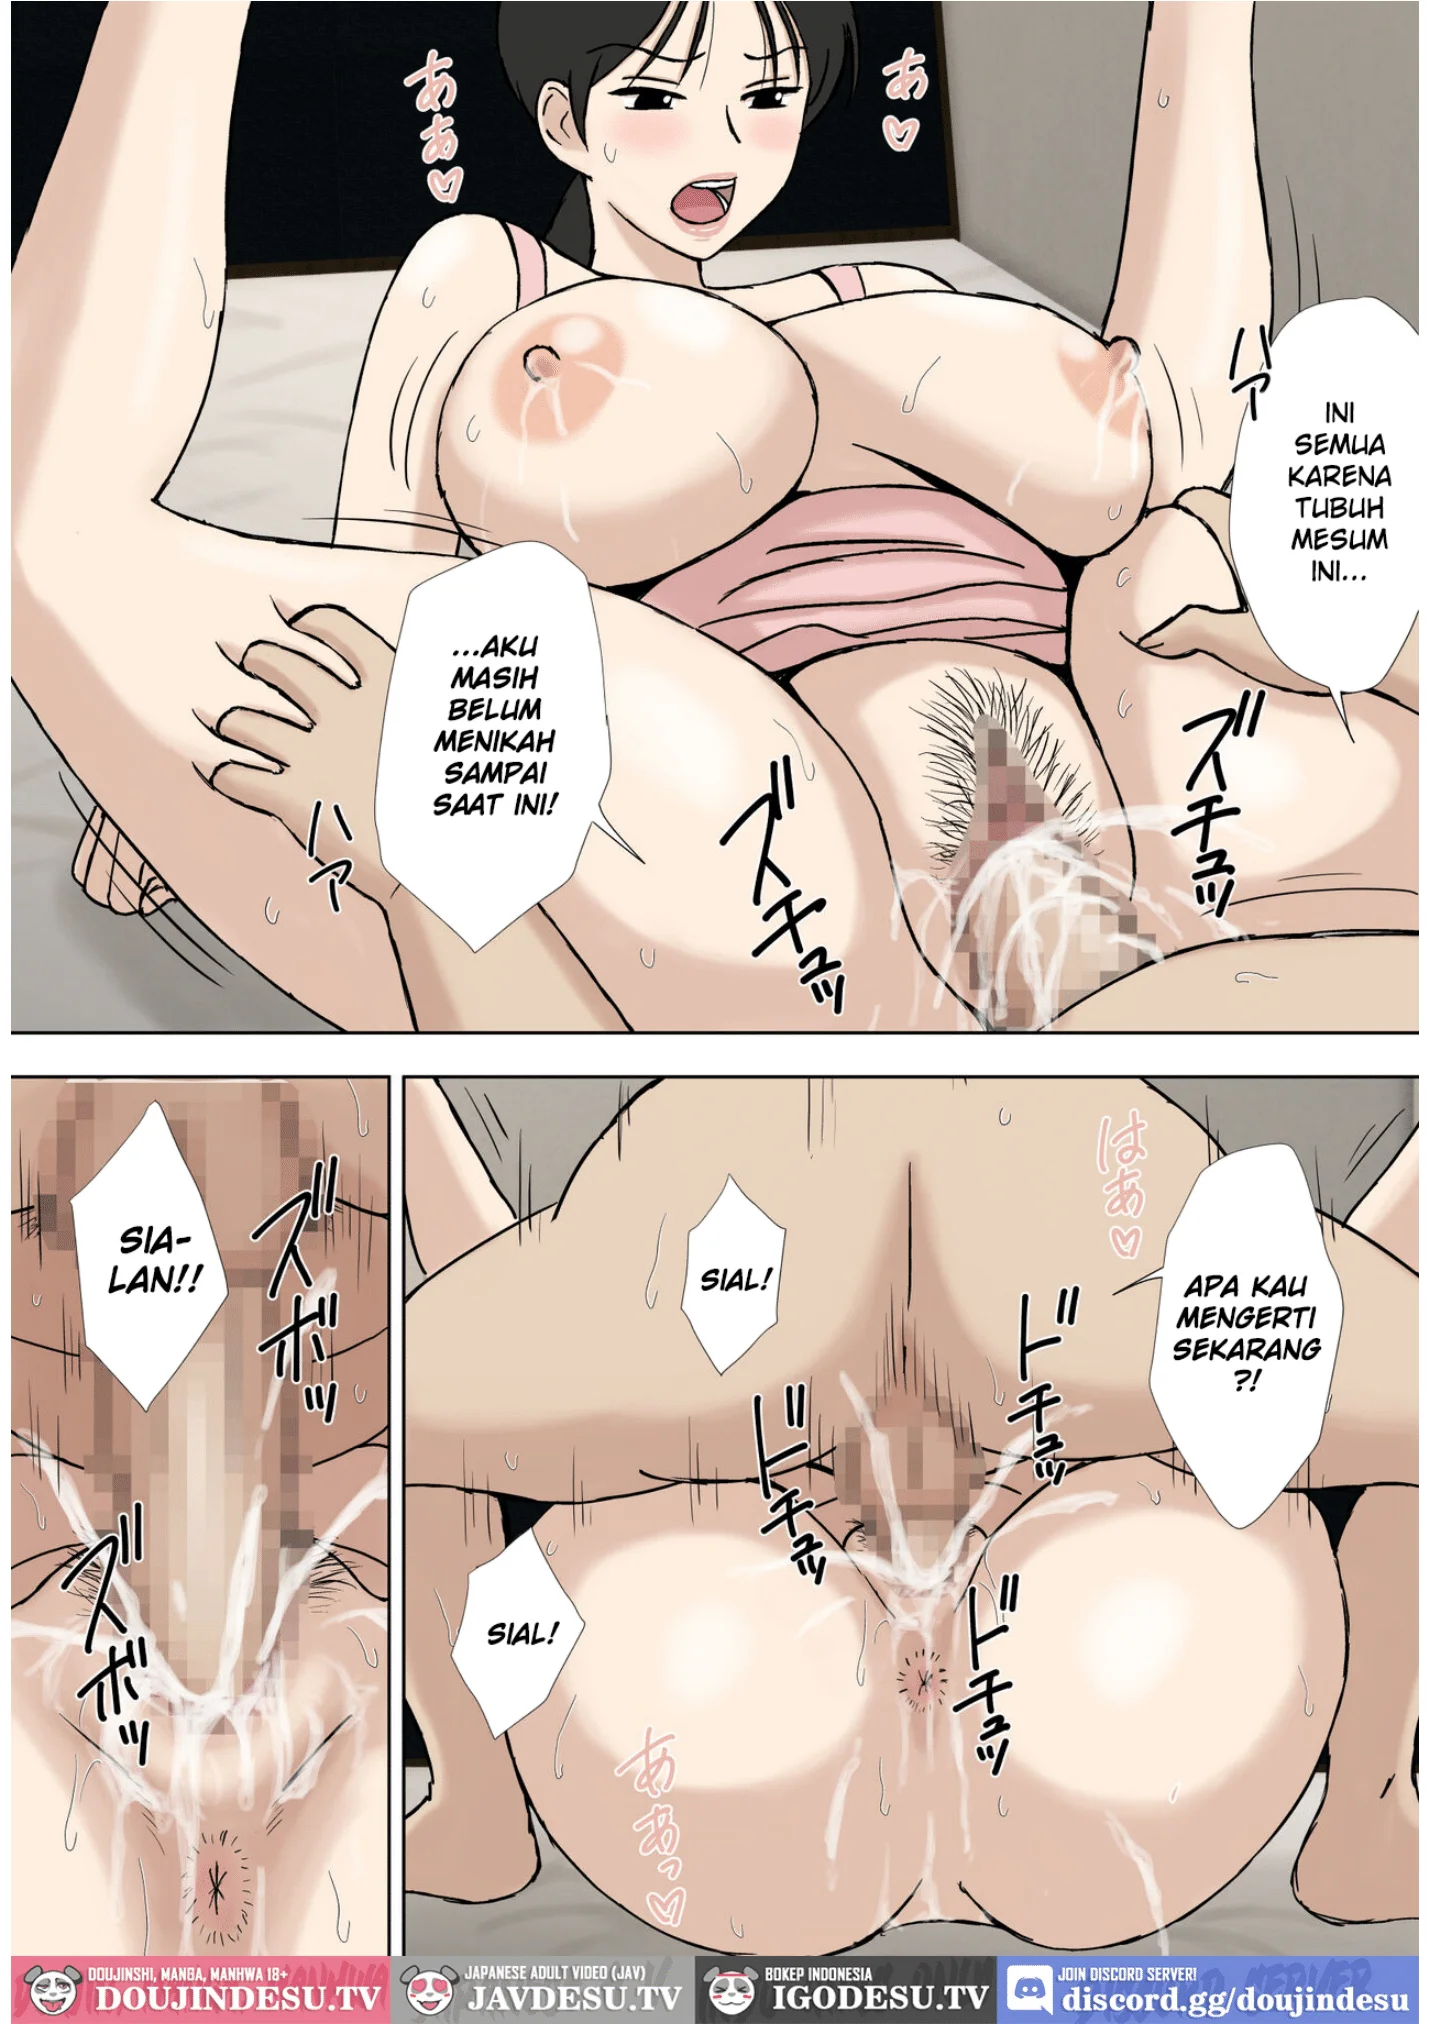 ああ♡
あ♡
ハァ
INI
SEMUA
KARENA
TUBUH
MESUM
INI...
...AKU
MASIH
BELUM
MENIKAH
SAMPAI
SAAT INI!
ハァ
ズチュッ
ズチュッ
SIA-
LAN!!
ズボッ
ズボッ
SIAL!
はぁ♡
APA KAU
MENGERTI
SEKARANG
?!
ドチュッ
ドチュッ
SIAL!
ドチュッ
ああっ♡
DOUJINSHI, MANGA, MANHWA 18+
DOUJINDESU.TV
JAPANESE ADULT VIDEO (JAV)
JAVDESU.TV
BOKEP INDONESIA
IGODESU.TV
JOIN DISCORD SERVER!
discord.gg/doujindesu